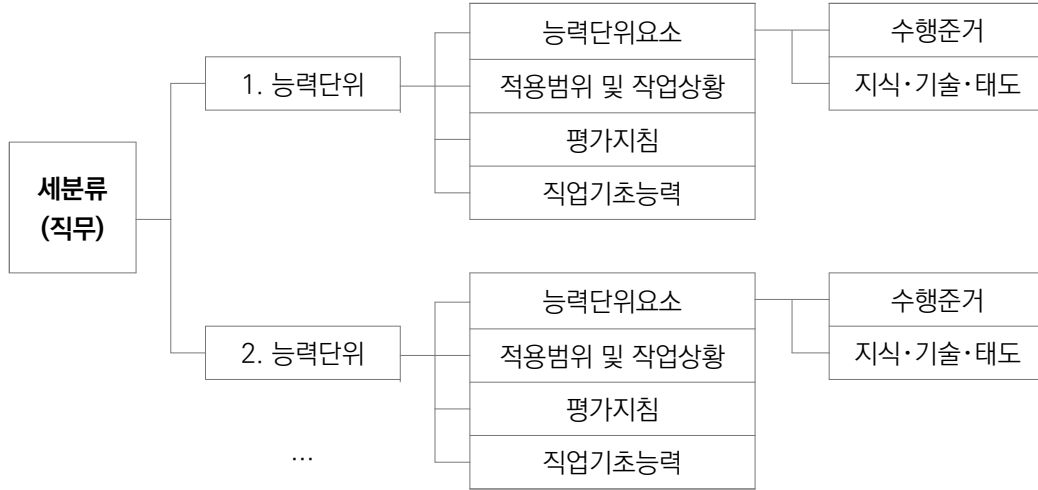 세분류
(직무)
1. 능력단위
능력단위요소
적용범위 및 작업상황
평가지침
직업기초능력
수행준거
지식·기술·태도
2. 능력단위
능력단위요소
적용범위 및 작업상황
평가지침
직업기초능력
수행준거
지식·기술·태도
...